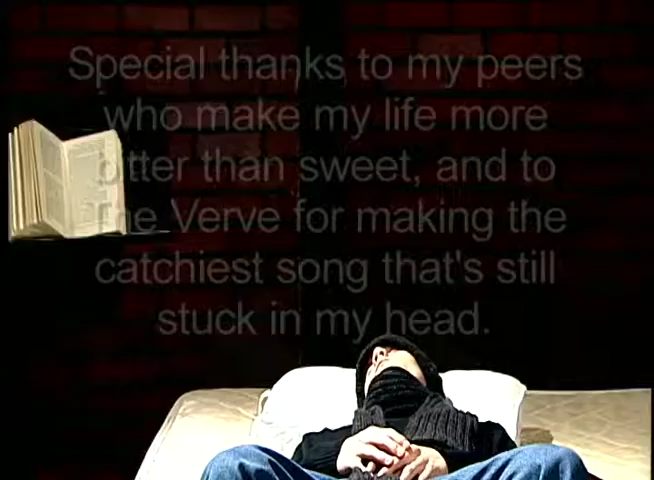 Special thanks to my peers
who make my life more
bitter than sweet, and to
The Verve for making the
catchiest song that's still
stuck in my head.